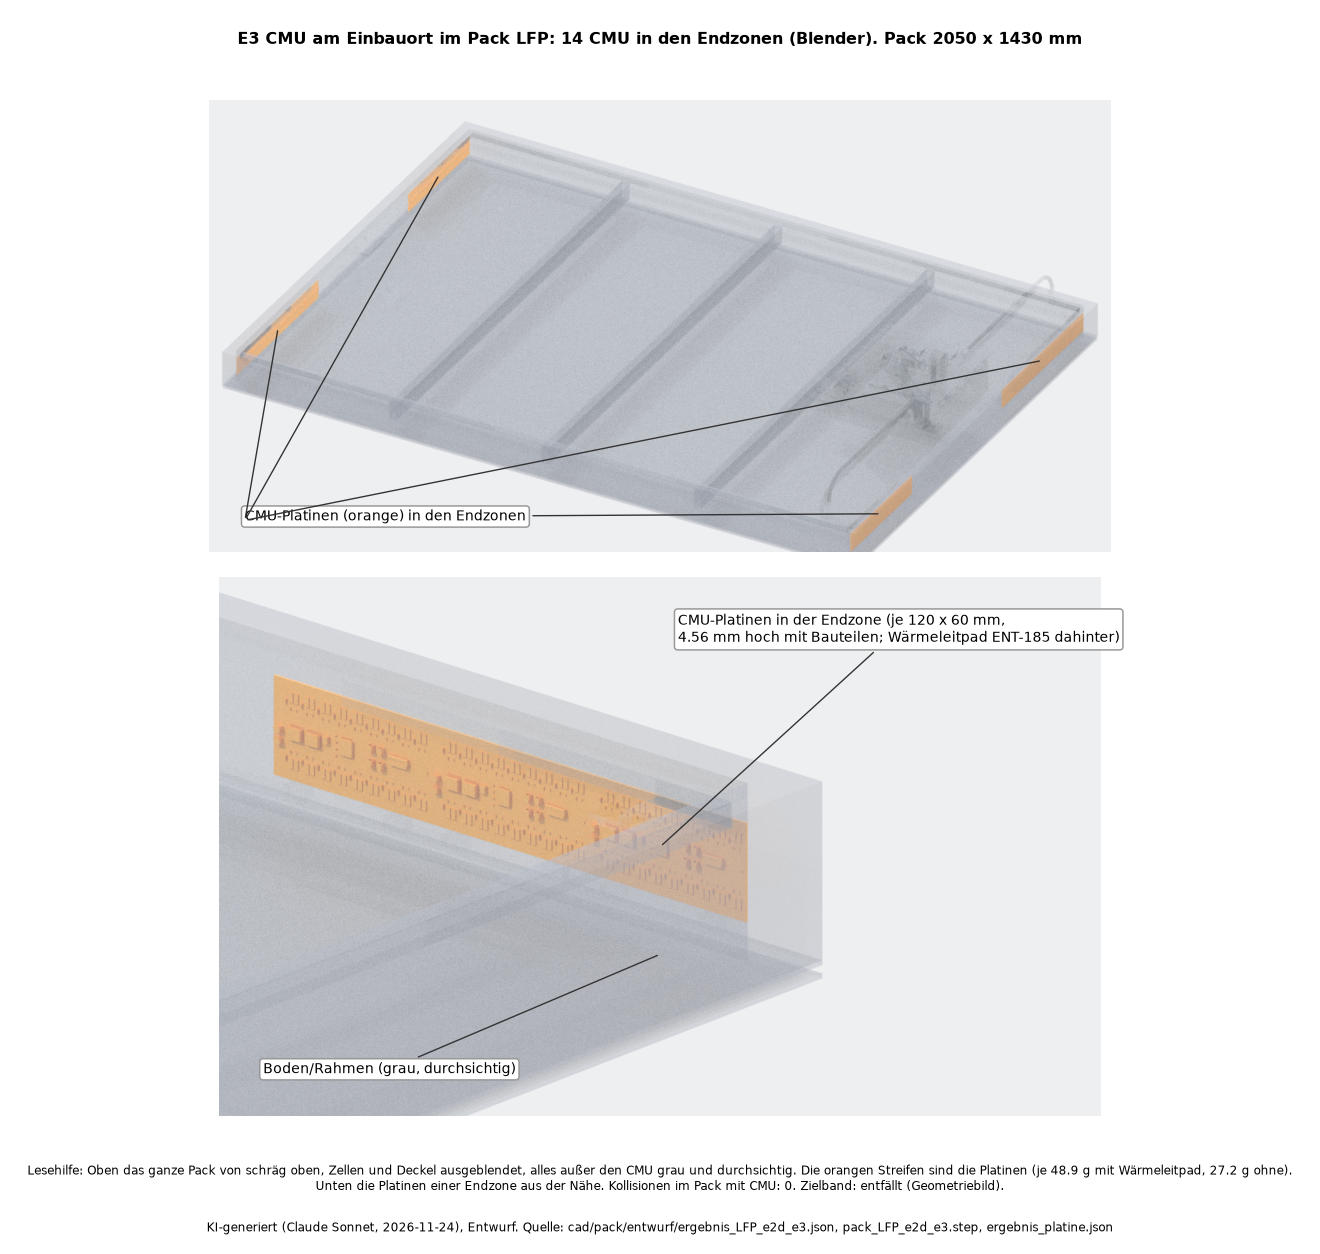 E3 CMU am Einbauort im Pack LFP: 14 CMU in den Endzonen (Blender). Pack 2050 x 1430 mm
CMU-Platinen (orange) in den Endzonen
CMU-Platinen in der Endzone (je 120 x 60 mm,
4.56 mm hoch mit Bauteilen; Wärmeleitpad ENT-185 dahinter)
Boden/Rahmen (grau, durchsichtig)
Lesehilfe: Oben das ganze Pack von schräg oben, Zellen und Deckel ausgeblendet, alles außer den CMU grau und durchsichtig. Die orangen Streifen sind die Platinen (je 48.9 g mit Wärmeleitpad, 27.2 g ohne).
Unten die Platinen einer Endzone aus der Nähe. Kollisionen im Pack mit CMU: 0. Zielband: entfällt (Geometriebild).
KI-generiert (Claude Sonnet, 2026-11-24), Entwurf. Quelle: cad/pack/entwurf/ergebnis_LFP_e2d_e3.json, pack_LFP_e2d_e3.step, ergebnis_platine.json